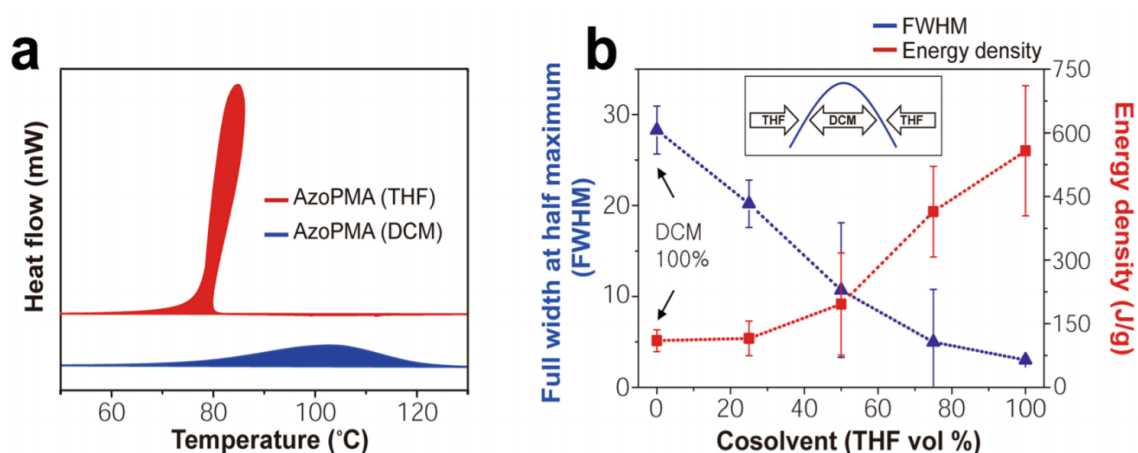 a
Heat flow (mW)
AzoPMA (THF)
AzoPMA (DCM)
60
80
100
120
Temperature (°C)
b
FWHM
Energy density
Full width at half maximum
(FWHM)
30
20
10
0
THF
DCM
THF
DCM
100%
750
600
450
300
150
0
Energy density (J/g)
0
20
40
60
80
100
Cosolvent (THF vol %)